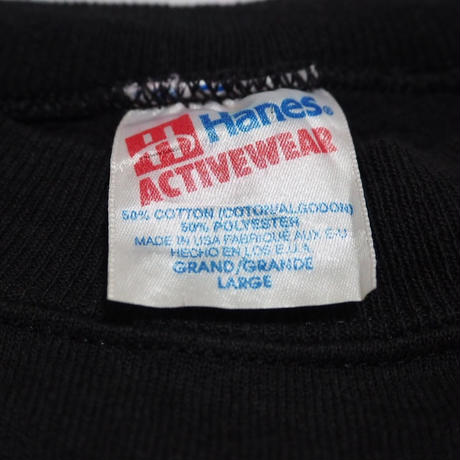 Hanes®
ACTIVEWEAR
50% COTTON (COTON/ALGODON)
50% POLYESTER
MADE IN USA FABRIQUE AUX E-U
HECHO EN LOS E.U.A
GRAND/GRANDE
LARGE